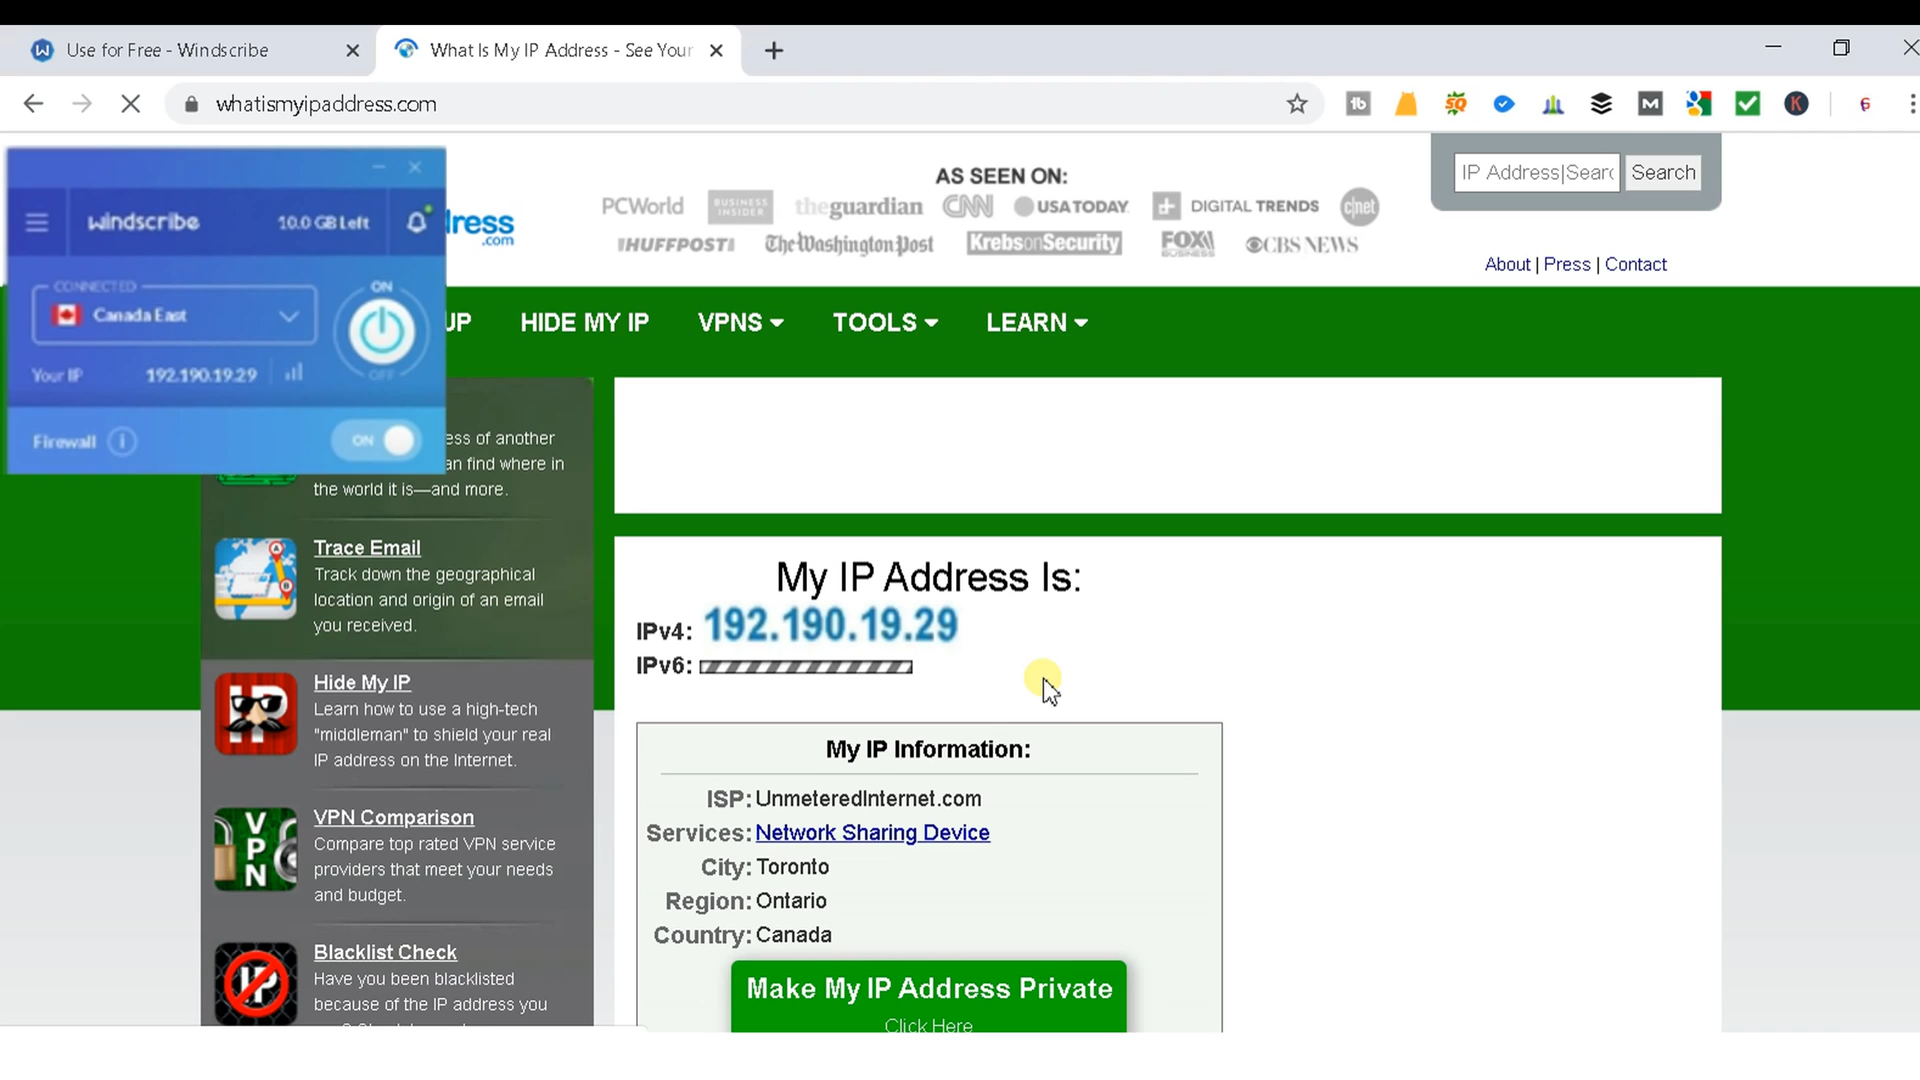 Use for Free - Windscribe
What Is My IP Address - See Your
whatismyipaddress.com
windscribe
10.0 GB Left
CONNECTED
Canada East
ON
OFF
Your IP
192.190.19.29
Firewall
ON
dress
.com
AS SEEN ON:
PCWorld
BUSINESS INSIDER
theguardian
CNN
USA TODAY
DIGITAL TRENDS
c|net
HUFFPOST
The Washington Post
KrebsonSecurity
FOX BUSINESS
CBS NEWS
IP Address|Search
Search
About | Press | Contact
UP
HIDE MY IP
VPNS
TOOLS
LEARN
ess of another
an find where in
the world it is—and more.
Trace Email
Track down the geographical
location and origin of an email
you received.
Hide My IP
Learn how to use a high-tech
"middleman" to shield your real
IP address on the Internet.
VPN
VPN Comparison
Compare top rated VPN service
providers that meet your needs
and budget.
IP
Blacklist Check
Have you been blacklisted
because of the IP address you
My IP Address Is:
IPv4: 192.190.19.29
IPv6:
My IP Information:
ISP: UnmeteredInternet.com
Services: Network Sharing Device
City: Toronto
Region: Ontario
Country: Canada
Make My IP Address Private
Click Here